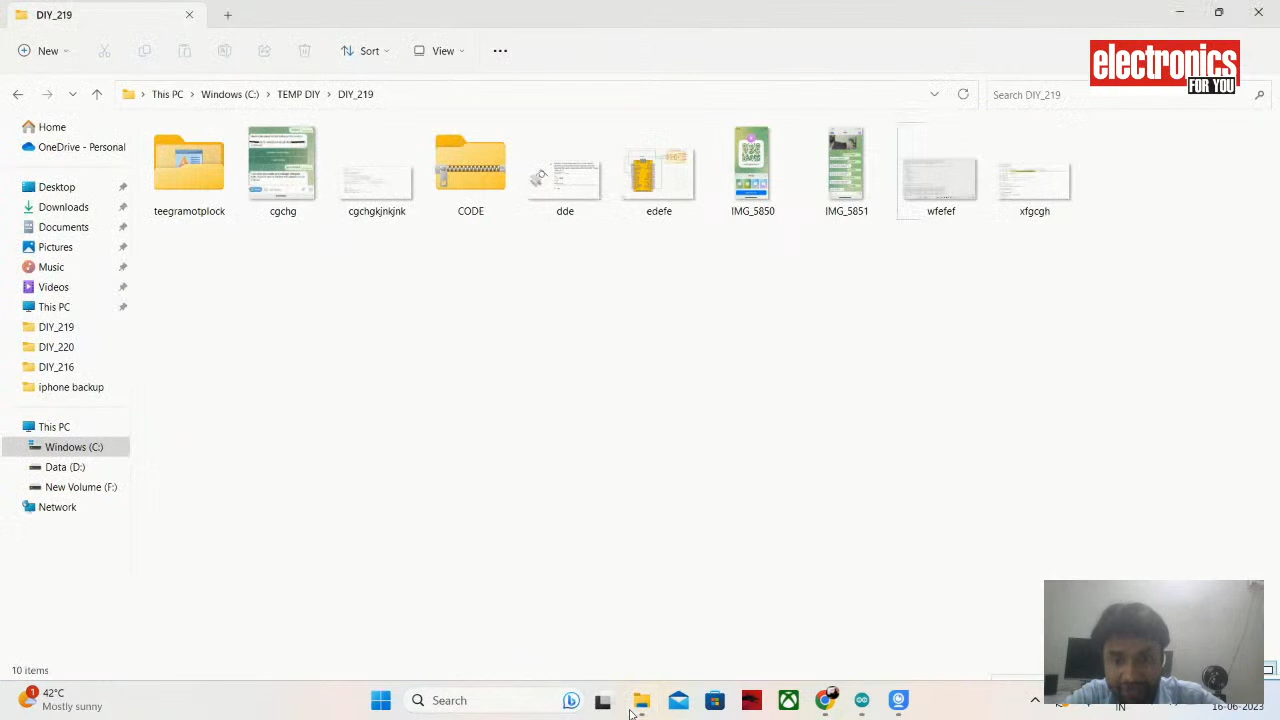 DIY_219
New
Sort
View
electronics
FOR YOU
This PC
Windows (C:)
TEMP DIY
DIY_219
Search DIY_219
Home
OneDrive - Personal
Desktop
Downloads
Documents
Pictures
Music
Videos
This PC
DIY_219
DIY_220
DIY_216
iphone backup
This PC
Windows (C:)
Data (D:)
New Volume (F:)
Network
teegramotplock
cgchg
cgchgkjnkjnk
CODE
dde
edefe
IMG_5850
IMG_5851
wfefef
xfgcgh
10 items
1
42°C
Mostly sunny
Search
IN
16-06-2023